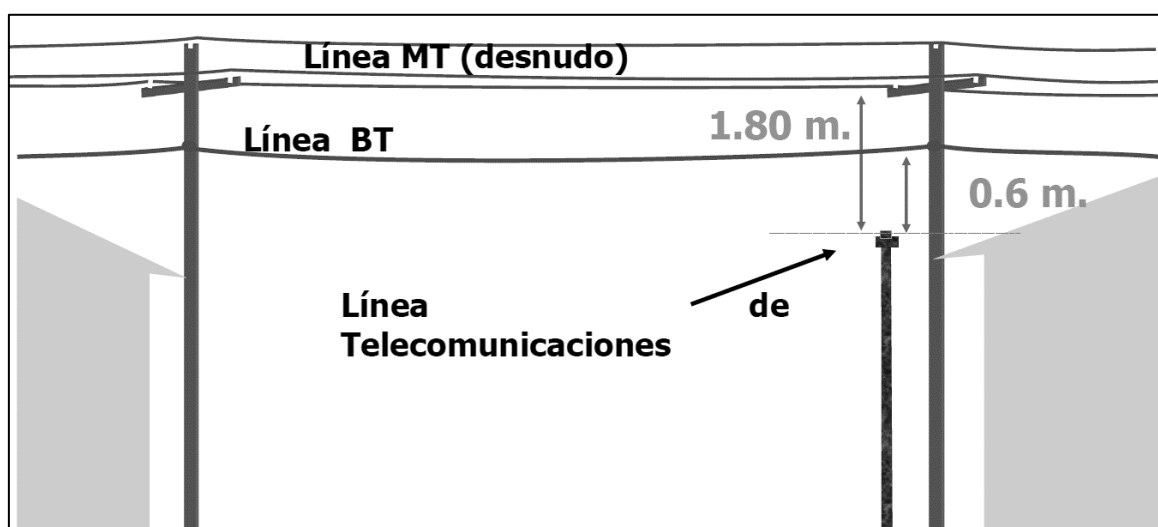 Línea MT (desnudo)
1.80 m.
Línea BT
0.6 m.
Línea de
Telecomunicaciones